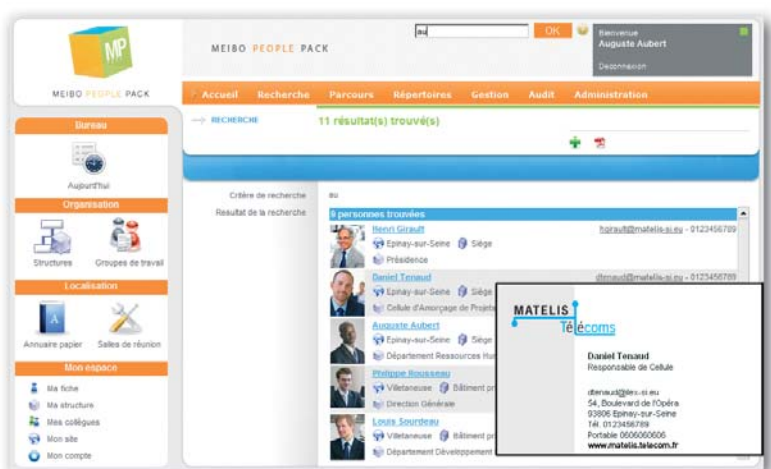 MP
MEIBO PEOPLE PACK
MEIBO PEOPLE PACK
au
OK
Bienvenue
Auguste Aubert
Déconnexion
Accueil Recherche Parcours Répertoires Gestion Audit Administration
RECHERCHE
11 résultat(s) trouvé(s)
Bureau
Aujourd'hui
Organisation
Structures Groupes de travail
Localisation
A
Annuaire papier Salles de réunion
Mon espace
Ma fiche
Ma structure
Mes collègues
Mon site
Mon compte
Critère de recherche au
Resultat de la recherche
9 personnes trouvées
Henri Girault hgirault@matelis-si.eu - 0123456789
Epinay-sur-Seine Siège
Présidence
Daniel Tenaud dtenaud@matelis-si.eu - 0123456789
Epinay-sur-Seine Siège
Cellule d'Amorçage de Projets
Auguste Aubert
Epinay-sur-Seine Siège
Département Ressources Hum
Philippe Rousseau
Villetaneuse Bâtiment pr
Direction Générale
Louis Sourdeau
Villetaneuse Bâtiment pr
Département Développement
MATELIS
Télécoms
Daniel Tenaud
Responsable de Cellule
54, Boulevard de l'Opéra
93806 Epinay-sur-Seine
Tél. 0123456789
Portable 0606060606
www.matelis.telecom.fr